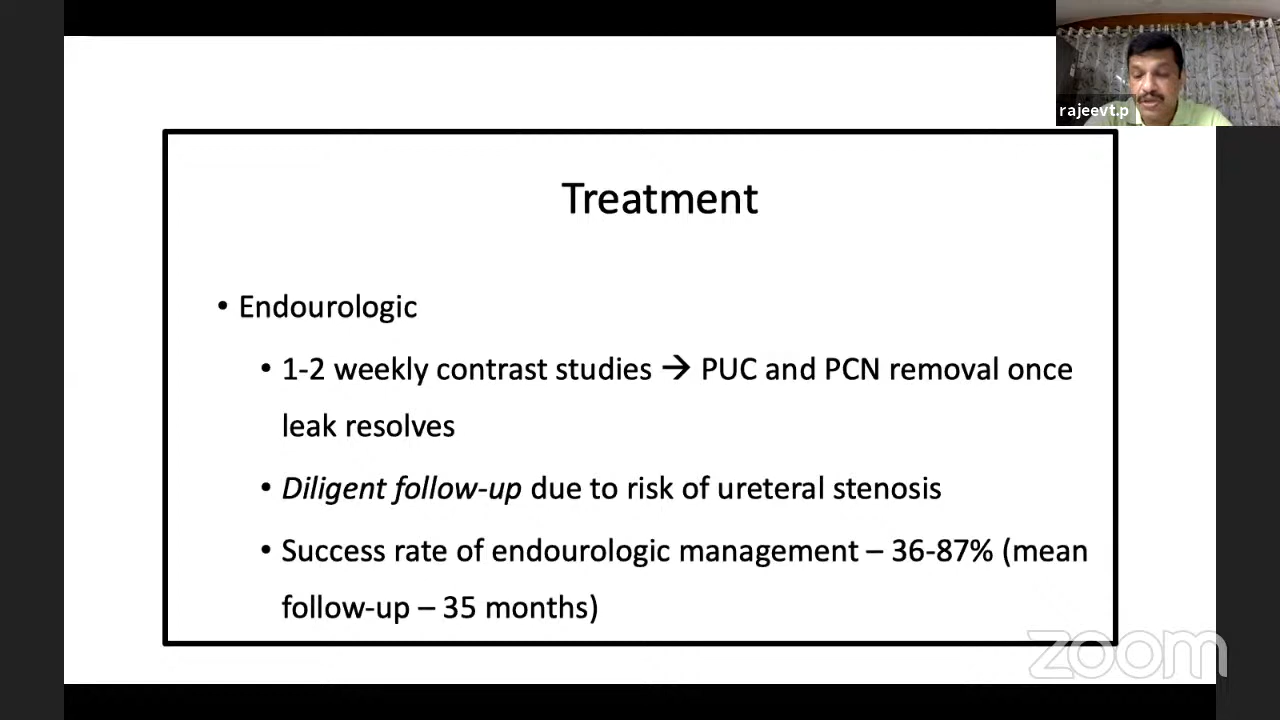 rajeevt.p
Treatment
• Endourologic
• 1-2 weekly contrast studies → PUC and PCN removal once
leak resolves
• Diligent follow-up due to risk of ureteral stenosis
• Success rate of endourologic management – 36-87% (mean
follow-up – 35 months)
zoom